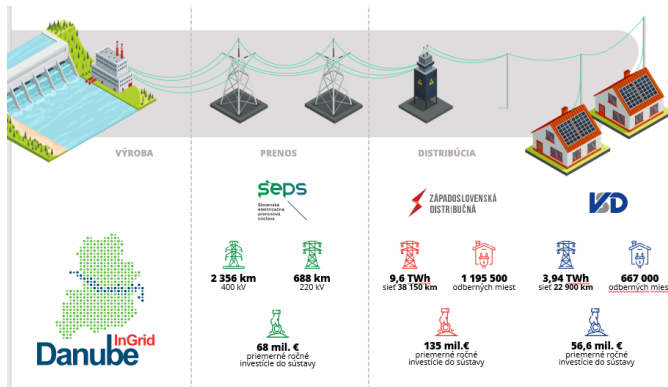 VÝROBA
PRENOS
DISTRIBÚCIA
seps
Slovenská
elektrizačná
prenosová
sústava
ZÁPADOSLOVENSKÁ
DISTRIBUČNÁ
VSD
2 356 km
400 kV
688 km
220 kV
9,6 TWh
sieť 38 150 km
1 195 500
odberných miest
3,94 TWh
sieť 22 900 km
667 000
odberných miest
68 mil. €
priemerné ročné
investície do sústavy
135 mil.€
priemerné ročné
investície do sústavy
56,6 mil. €
priemerné ročné
investície do sústavy
InGrid
Danube